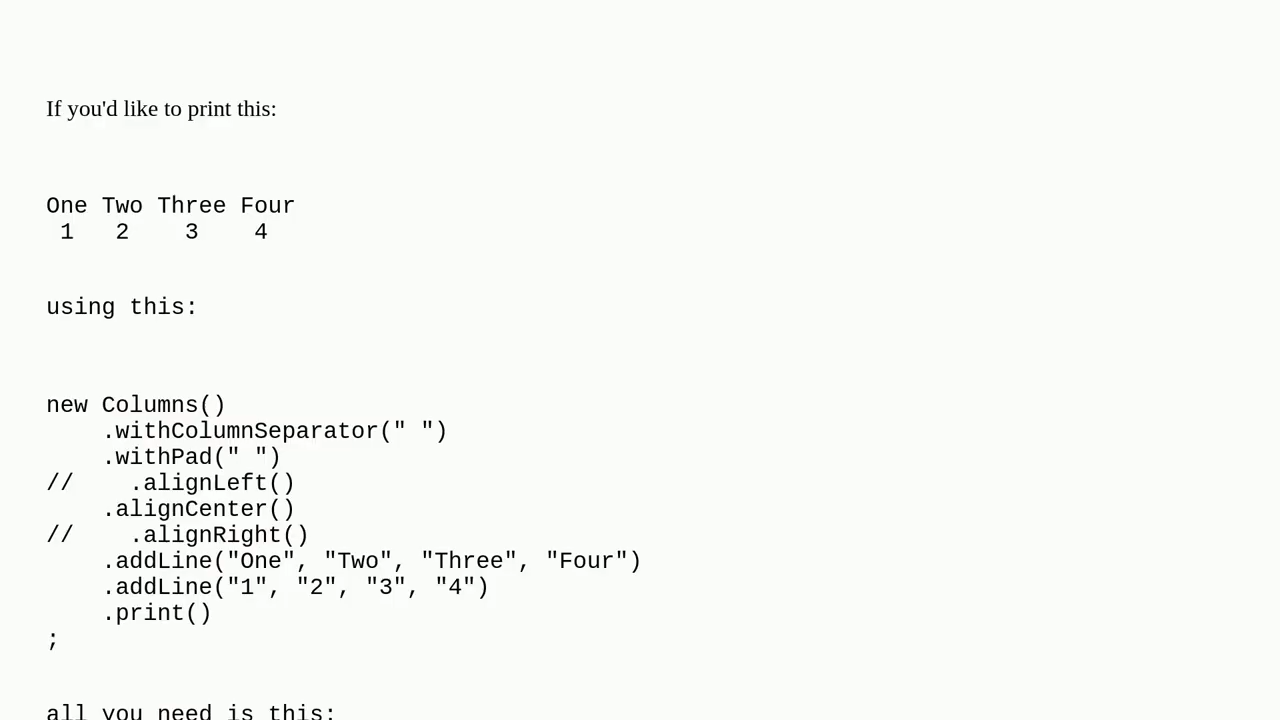 If you'd like to print this:
One Two Three Four
 1   2    3    4
using this:
new Columns()
    .withColumnSeparator(" ")
    .withPad(" ")
//    .alignLeft()
    .alignCenter()
//    .alignRight()
    .addLine("One", "Two", "Three", "Four")
    .addLine("1", "2", "3", "4")
    .print()
;
all you need is this: